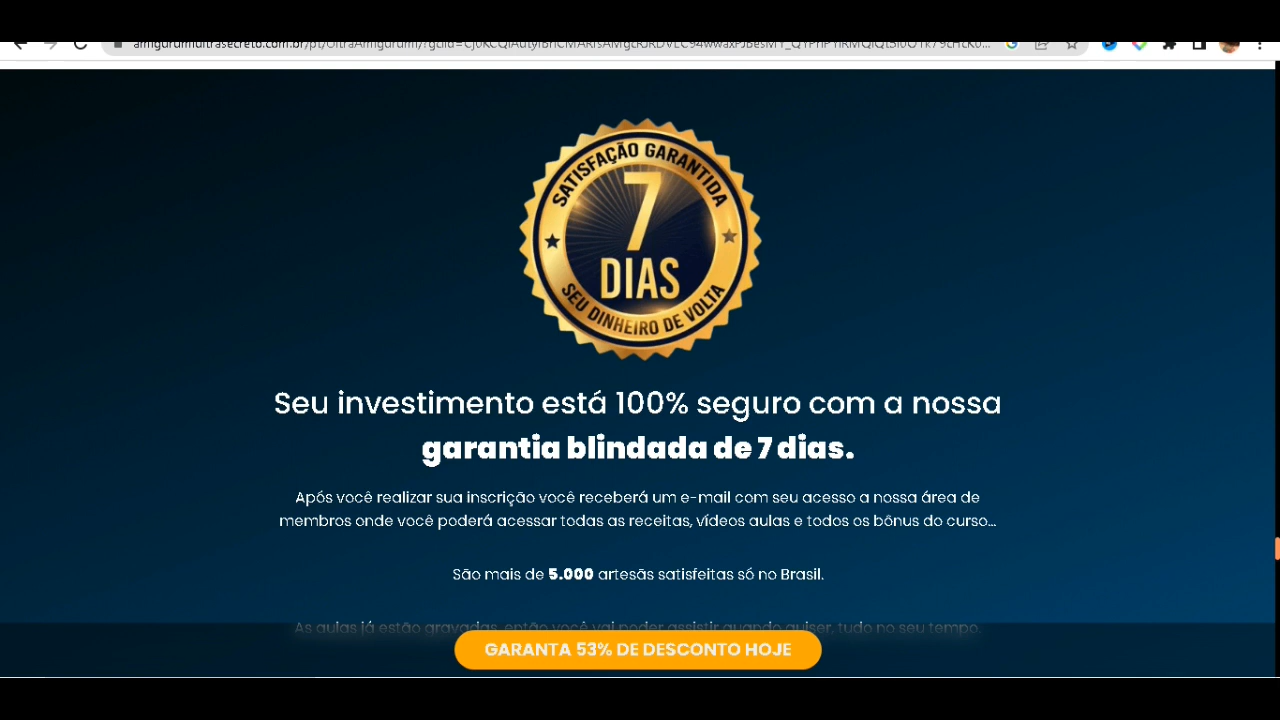 SATISFAÇÃO GARANTIDA
7
DIAS
SEU DINHEIRO DE VOLTA
Seu investimento está 100% seguro com a nossa
garantia blindada de 7 dias.
Após você realizar sua inscrição você receberá um e-mail com seu acesso a nossa área de
membros onde você poderá acessar todas as receitas, vídeos aulas e todos os bônus do curso...
São mais de 5.000 artesãs satisfeitas só no Brasil.
As aulas já estão gravadas, então você vai poder assistir quando quiser, tudo no seu tempo.
GARANTA 53% DE DESCONTO HOJE